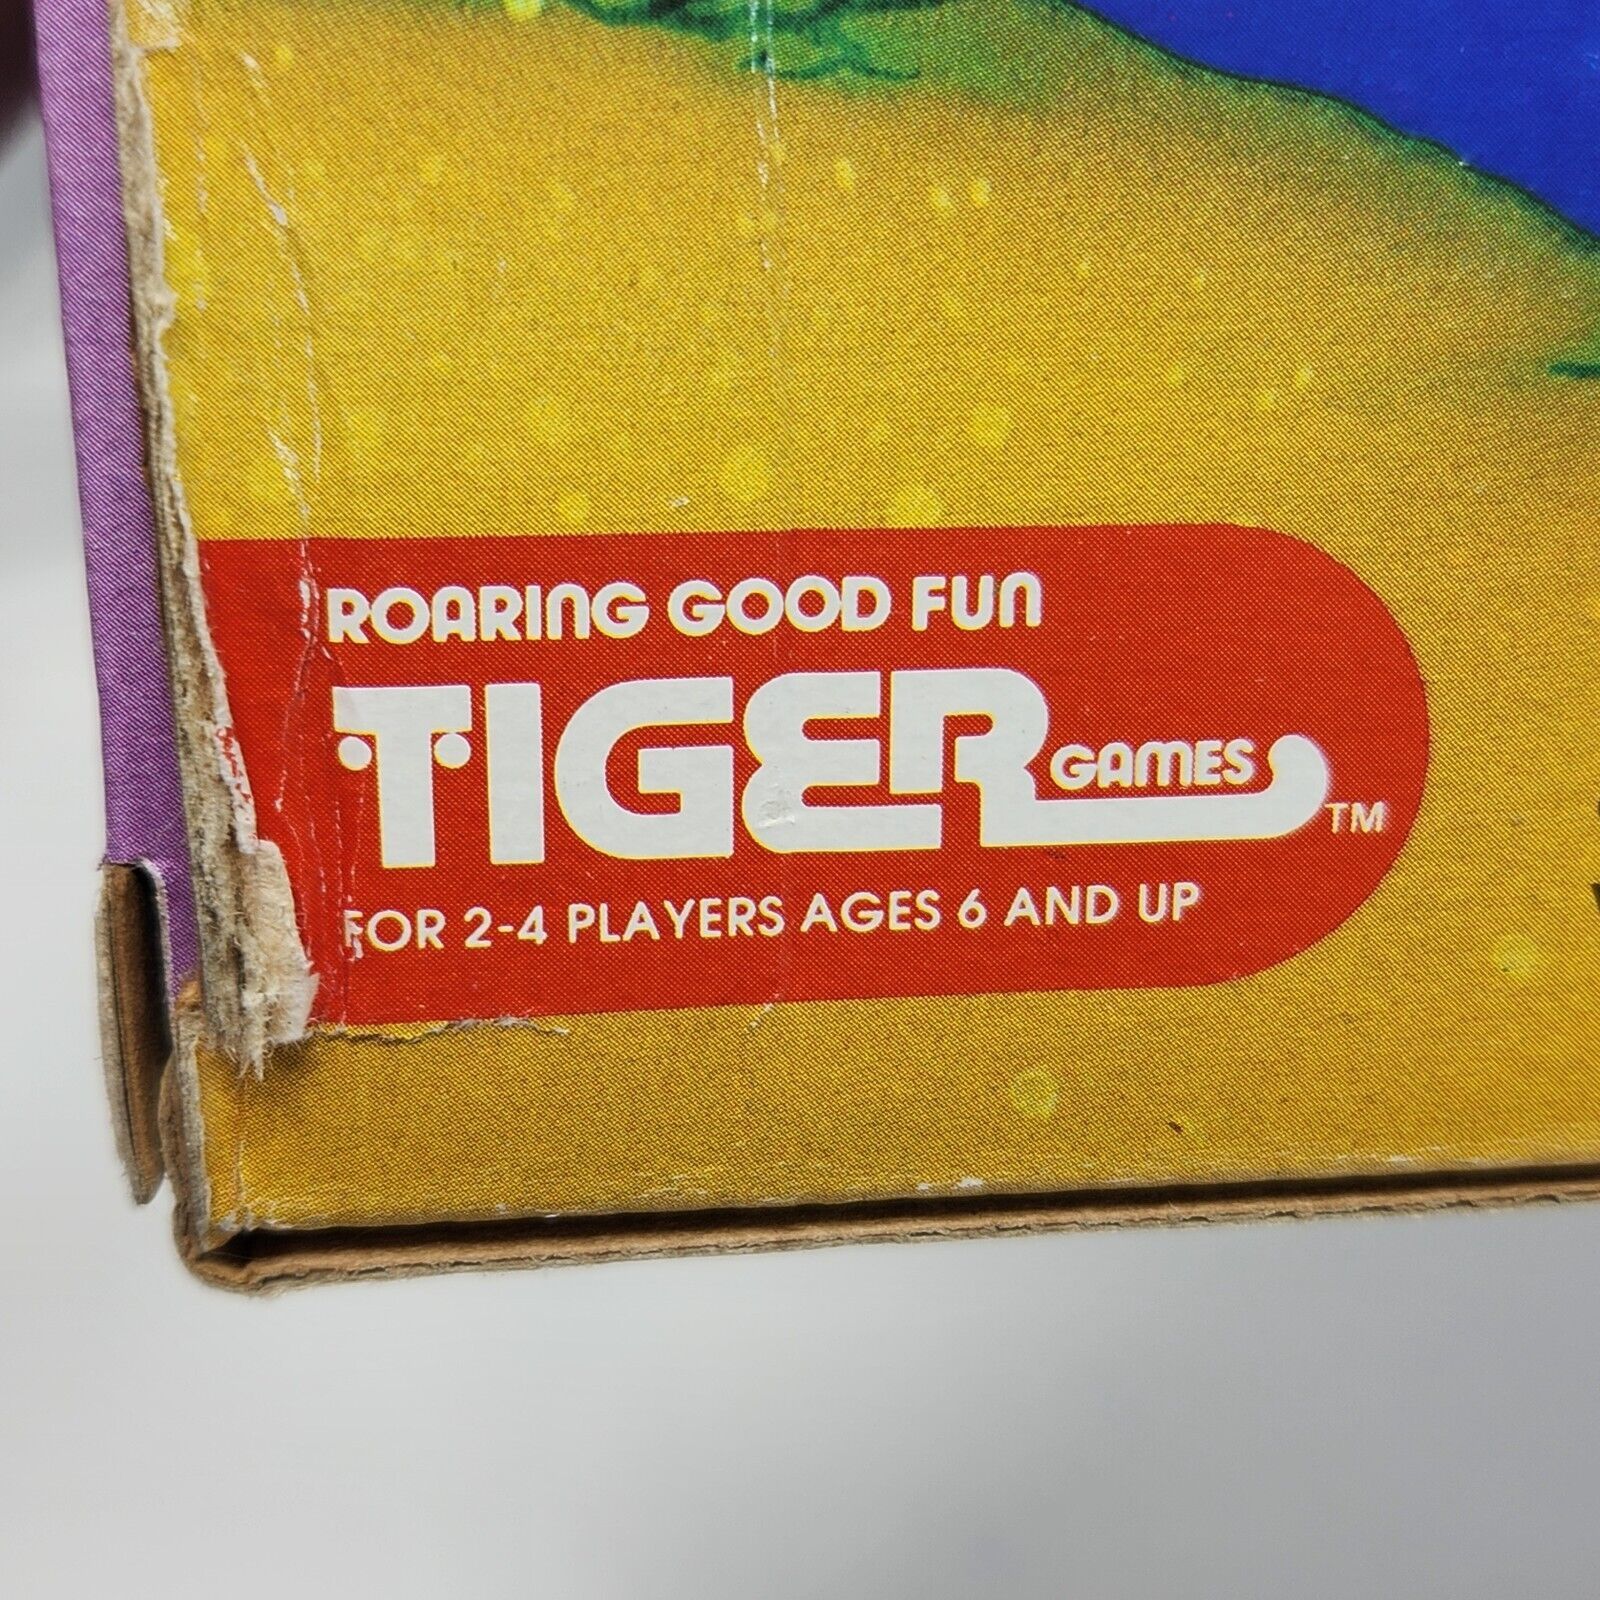 ROARING GOOD FUN
TIGER GAMES TM
FOR 2-4 PLAYERS AGES 6 AND UP